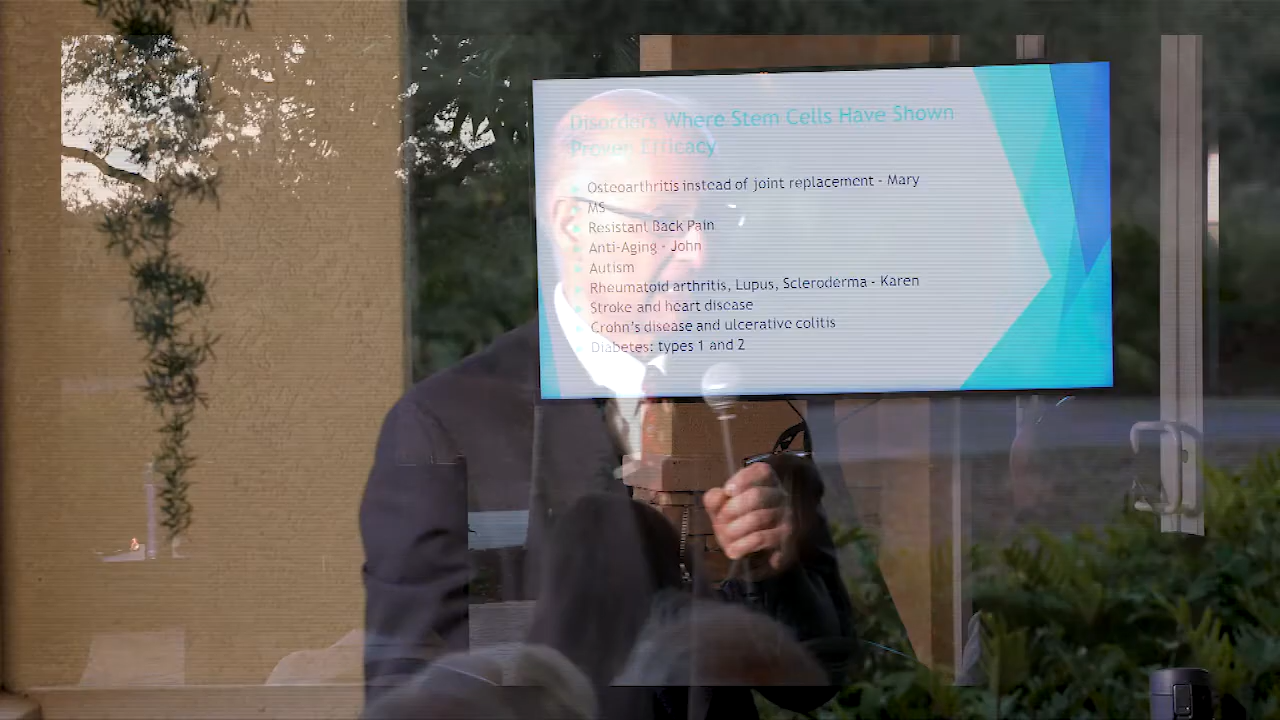 Disorders Where Stem Cells Have Shown
Proven Efficacy
Osteoarthritis instead of joint replacement - Mary
MS
Resistant Back Pain
Anti-Aging - John
Autism
Rheumatoid arthritis, Lupus, Scleroderma - Karen
Stroke and heart disease
Crohn's disease and ulcerative colitis
Diabetes: types 1 and 2